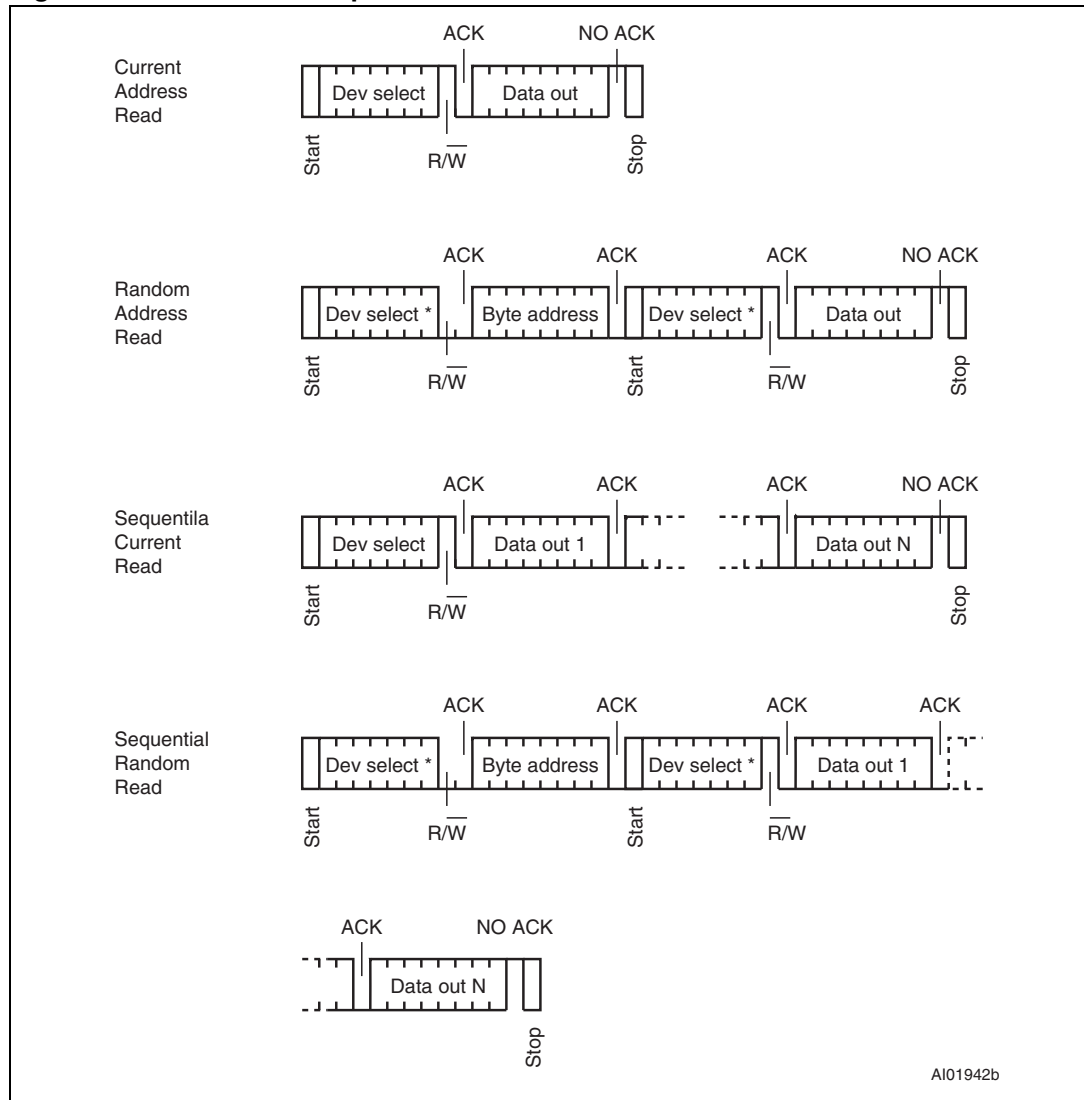 ACK NO ACK
Current
Address
Read
Dev select Data out
Start
R/W̅
Stop
ACK ACK ACK NO ACK
Random
Address
Read
Dev select * Byte address Dev select * Data out
Start
R/W̅
Start
R̅/W
Stop
ACK ACK ACK NO ACK
Sequentila
Current
Read
Dev select Data out 1 Data out N
Start
R/W̅
Stop
ACK ACK ACK ACK
Sequential
Random
Read
Dev select * Byte address Dev select * Data out 1
Start
R/W̅
Start
R̅/W
ACK NO ACK
Data out N
Stop
AI01942b